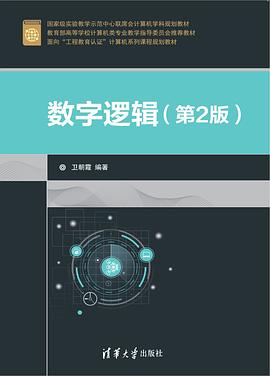 国家级实验教学示范中心联席会计算机学科规划教材
教育部高等学校计算机类专业教学指导委员会推荐教材
面向“工程教育认证”计算机系列课程规划教材
数字逻辑（第2版）
卫朝霞 编著
清华大学出版社